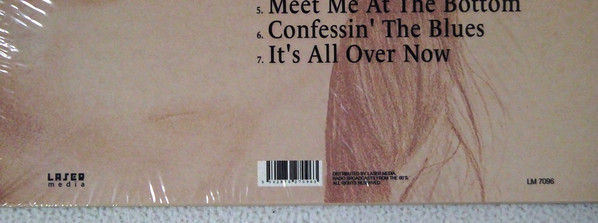 5. Meet Me At The Bottom
6. Confessin' The Blues
7. It's All Over Now
LASER
media
DISTRIBUTED BY LASER MEDIA.
RADIO BROADCASTS FROM THE 60'S.
ALL RIGHTS RESERVED
LM 7096